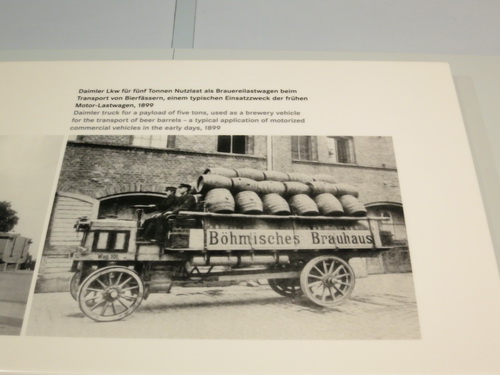 Daimler Lkw für fünf Tonnen Nutzlast als Brauereilastwagen beim
Transport von Bierfässern, einem typischen Einsatzzweck der frühen
Motor-Lastwagen, 1899
Daimler truck for a payload of five tons, used as a brewery vehicle
for the transport of beer barrels – a typical application of motorized
commercial vehicles in the early days, 1899
Böhmisches Brauhaus